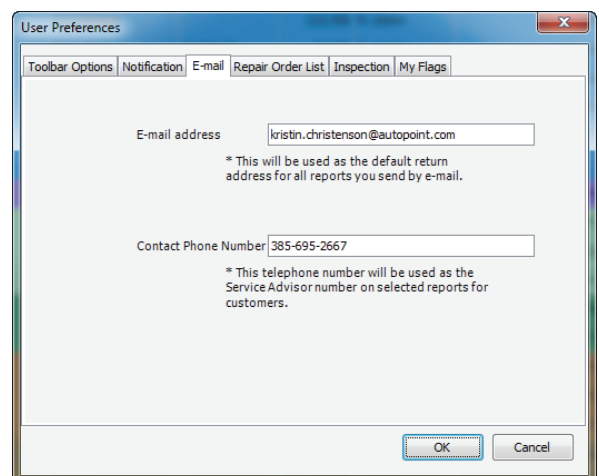 User Preferences
Toolbar Options Notification E-mail Repair Order List Inspection My Flags
E-mail address kristin.christenson@autopoint.com
* This will be used as the default return
address for all reports you send by e-mail.
Contact Phone Number 385-695-2667
* This telephone number will be used as the
Service Advisor number on selected reports for
customers.
OK Cancel